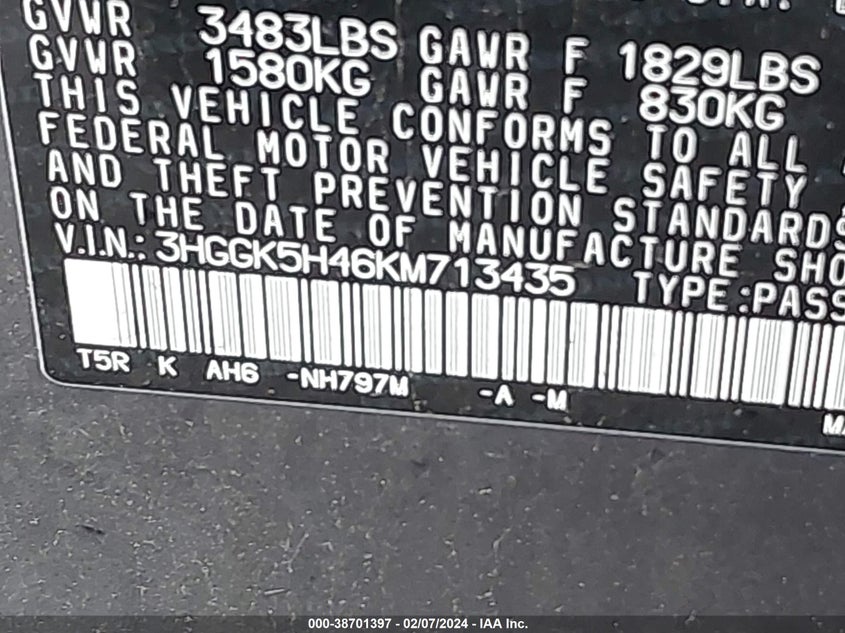 GVWR 3483LBS GAWR F 1829LBS
GVWR 1580KG GAWR F 830KG
THIS VEHICLE CONFORMS TO ALL
FEDERAL MOTOR VEHICLE SAFETY
AND THEFT PREVENTION STANDARDS
ON THE DATE OF MANUFACTURE SHO
V.I.N.: 3HGGK5H46KM713435 TYPE:PASS
T5R K AH6 -NH797M -A -M
MA
000-38701397 - 02/07/2024 - IAA Inc.